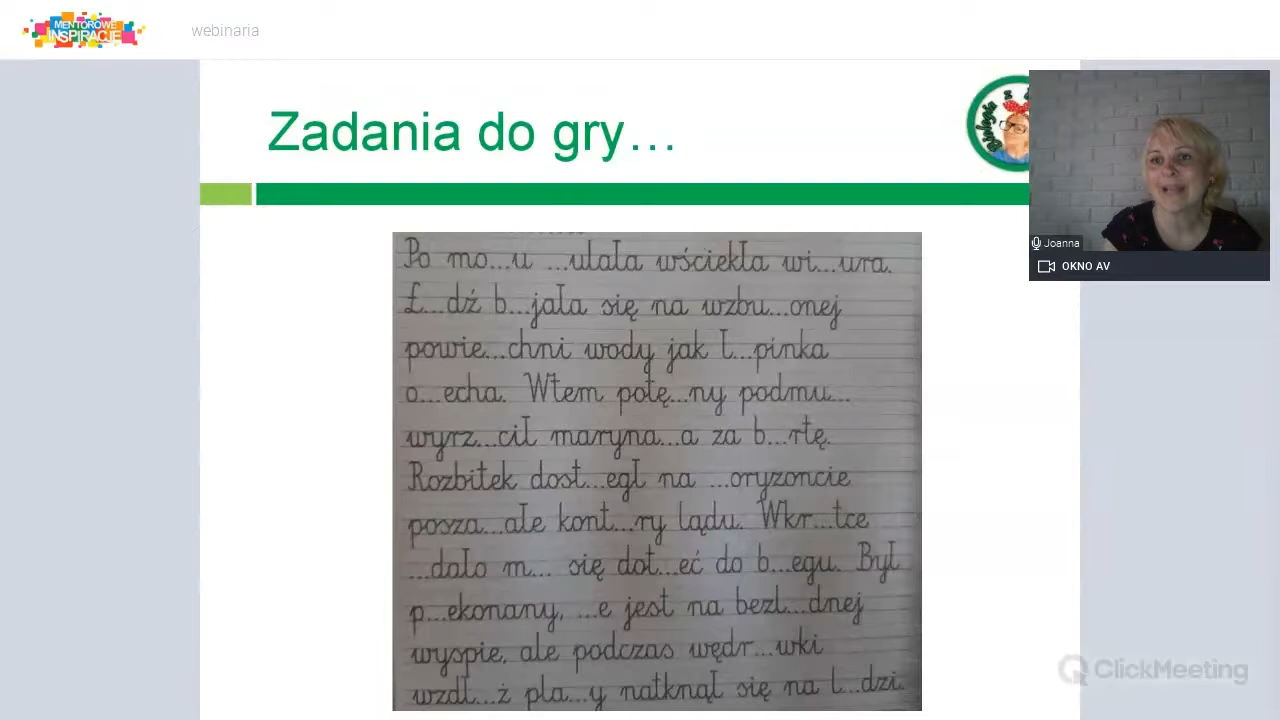 MENTOROWE
INSPIRACJE
webinaria
Zadania do gry…
Biologia
z
Joanna
OKNO AV
Po mo...u ...ulała wściekła wi...ura.
Ł...dź b...jała się na wzbu...onej
powie...chni wody jak ł...pinka
o...echa. Wtem potę...ny podmu...
wyrz...cił maryna...a za b...rtę.
Rozbitek dost...egł na ...oryzoncie
posza...ałe kont...ry lądu. Wkr...tce
...dało m... się dot...eć do b...egu. Był
p...ekonany, ...e jest na bezl...dnej
wyspie, ale podczas wędr...wki
wzdł...ż pla...y natknął się na l...dzi.
ClickMeeting